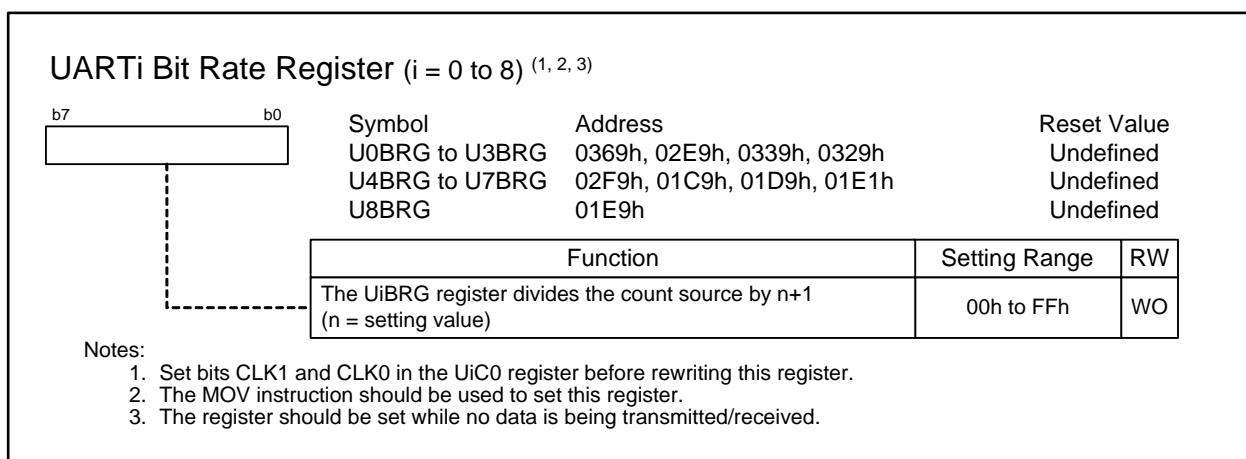 UARTi Bit Rate Register (i = 0 to 8) (1, 2, 3)
b7 b0
Symbol Address Reset Value
U0BRG to U3BRG 0369h, 02E9h, 0339h, 0329h Undefined
U4BRG to U7BRG 02F9h, 01C9h, 01D9h, 01E1h Undefined
U8BRG 01E9h Undefined
Function Setting Range RW
The UiBRG register divides the count source by n+1
(n = setting value) 00h to FFh WO
Notes:
1. Set bits CLK1 and CLK0 in the UiC0 register before rewriting this register.
2. The MOV instruction should be used to set this register.
3. The register should be set while no data is being transmitted/received.